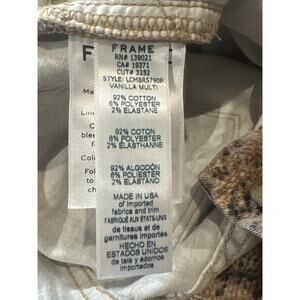 FRAME
RN# 139021
CA# 19371
CUT# 3152
STYLE: LCMBR5790P
VANILLA MULTI
92% COTTON
6% POLYESTER
2% ELASTANE
92% COTON
6% POLYESTER
2% ÉLASTHANNE
92% ALGODÓN
6% POLIÉSTER
2% ELASTANO
MADE IN USA
of imported
fabrics and trim
FABRIQUÉ AUX ÉTATS-UNIS
de tissus et de
garnitures importés
HECHO EN
ESTADOS UNIDOS
de tela y adornos
importados